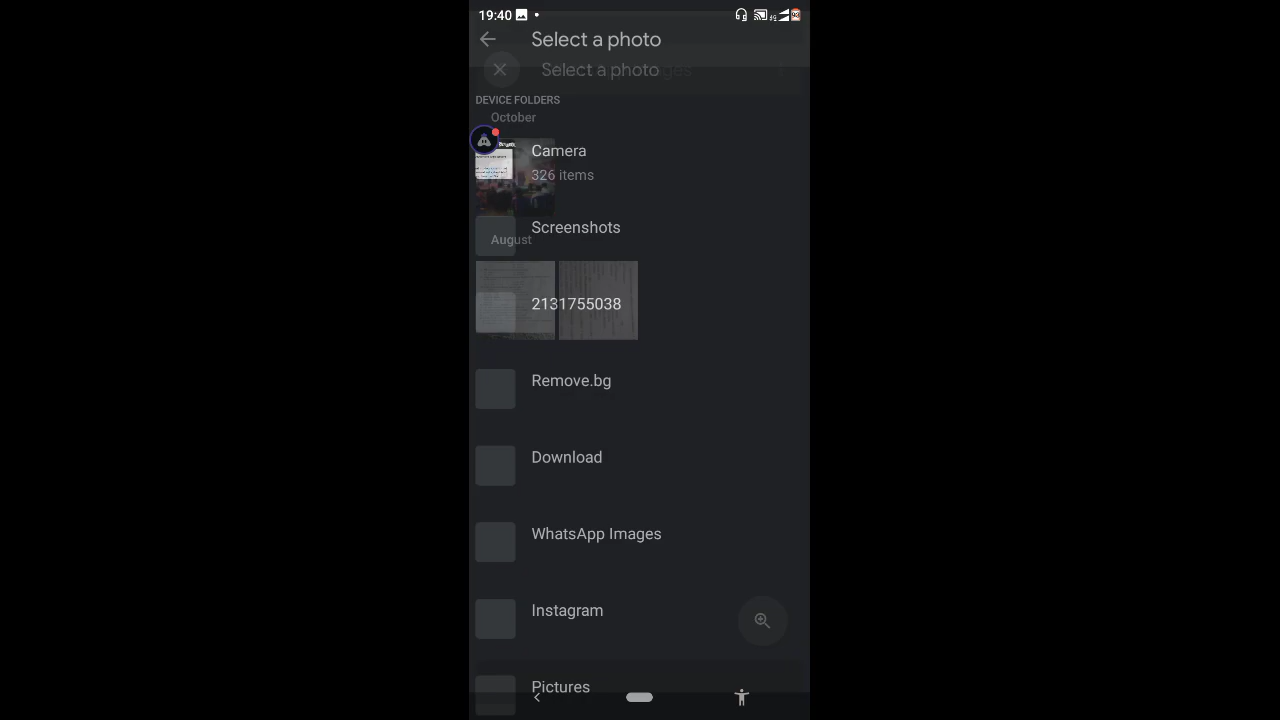 19:40
Select a photo
Select a photo
DEVICE FOLDERS
October
Camera
326 items
Screenshots
August
2131755038
Remove.bg
Download
WhatsApp Images
Instagram
Pictures